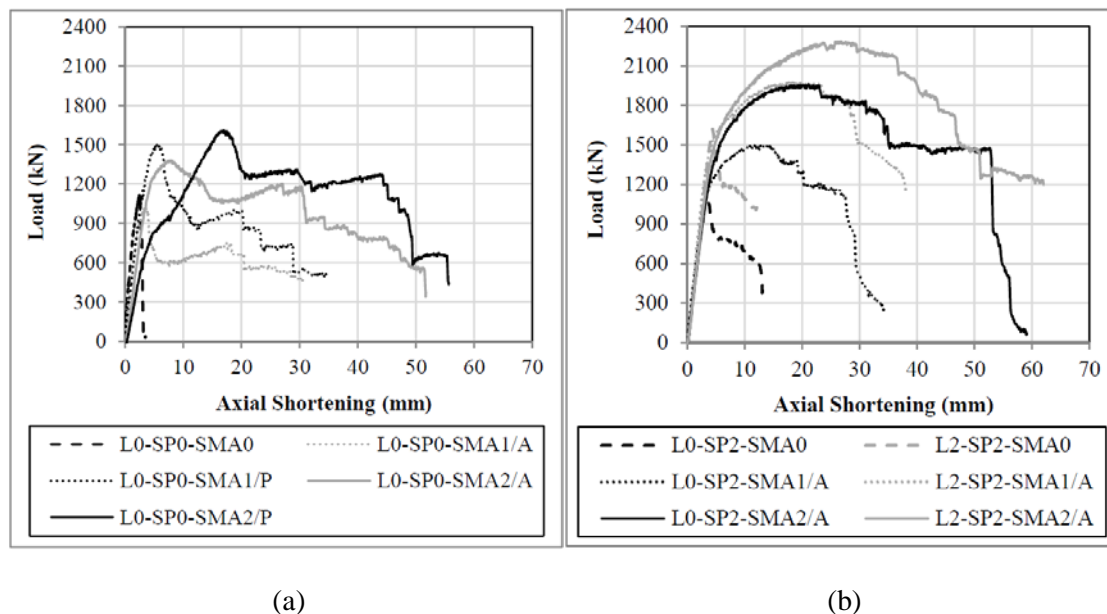 2400
2100
1800
1500
1200
900
600
300
0
Load (kN)
0 10 20 30 40 50 60 70
Axial Shortening (mm)
L0-SP0-SMA0 L0-SP0-SMA1/A
L0-SP0-SMA1/P L0-SP0-SMA2/A
L0-SP0-SMA2/P
(a)
2400
2100
1800
1500
1200
900
600
300
0
Load (kN)
0 10 20 30 40 50 60 70
Axial Shortening (mm)
L0-SP2-SMA0 L2-SP2-SMA0
L0-SP2-SMA1/A L2-SP2-SMA1/A
L0-SP2-SMA2/A L2-SP2-SMA2/A
(b)